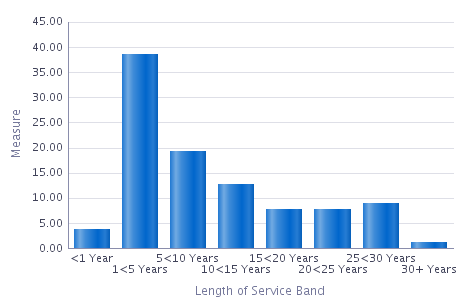 45.00
40.00
35.00
30.00
25.00
20.00
15.00
10.00
5.00
0.00
Measure
<1 Year 5<10 Years 15<20 Years 25<30 Years
1<5 Years 10<15 Years 20<25 Years 30+ Years
Length of Service Band